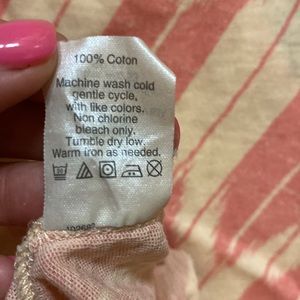 100% Coton
Machine wash cold
gentle cycle,
with like colors.
Non chlorine
bleach only.
Tumble dry low.
Warm Iron as needed.